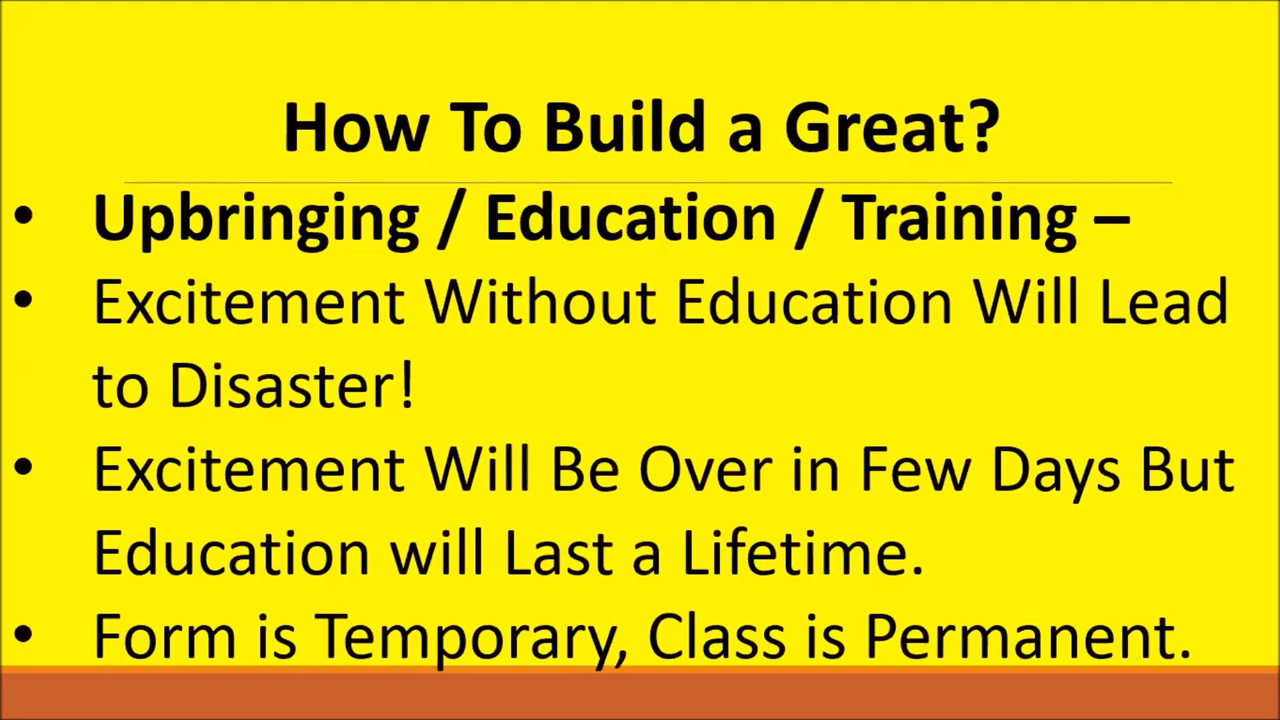 How To Build a Great?
• Upbringing / Education / Training –
• Excitement Without Education Will Lead
to Disaster!
• Excitement Will Be Over in Few Days But
Education will Last a Lifetime.
• Form is Temporary, Class is Permanent.